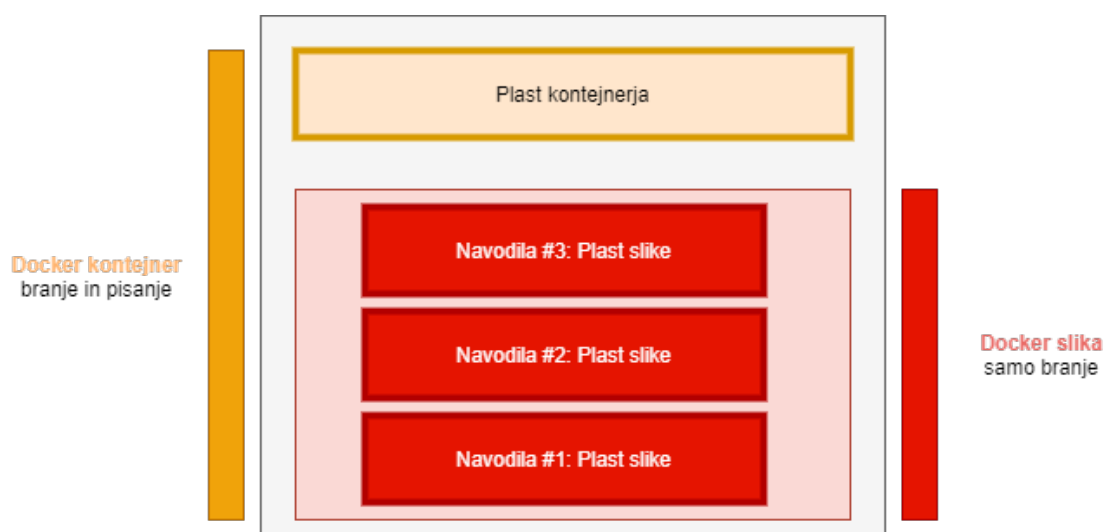 Plast kontejnerja
Navodila #3: Plast slike
Docker kontejner
branje in pisanje
Navodila #2: Plast slike
Docker slika
samo branje
Navodila #1: Plast slike